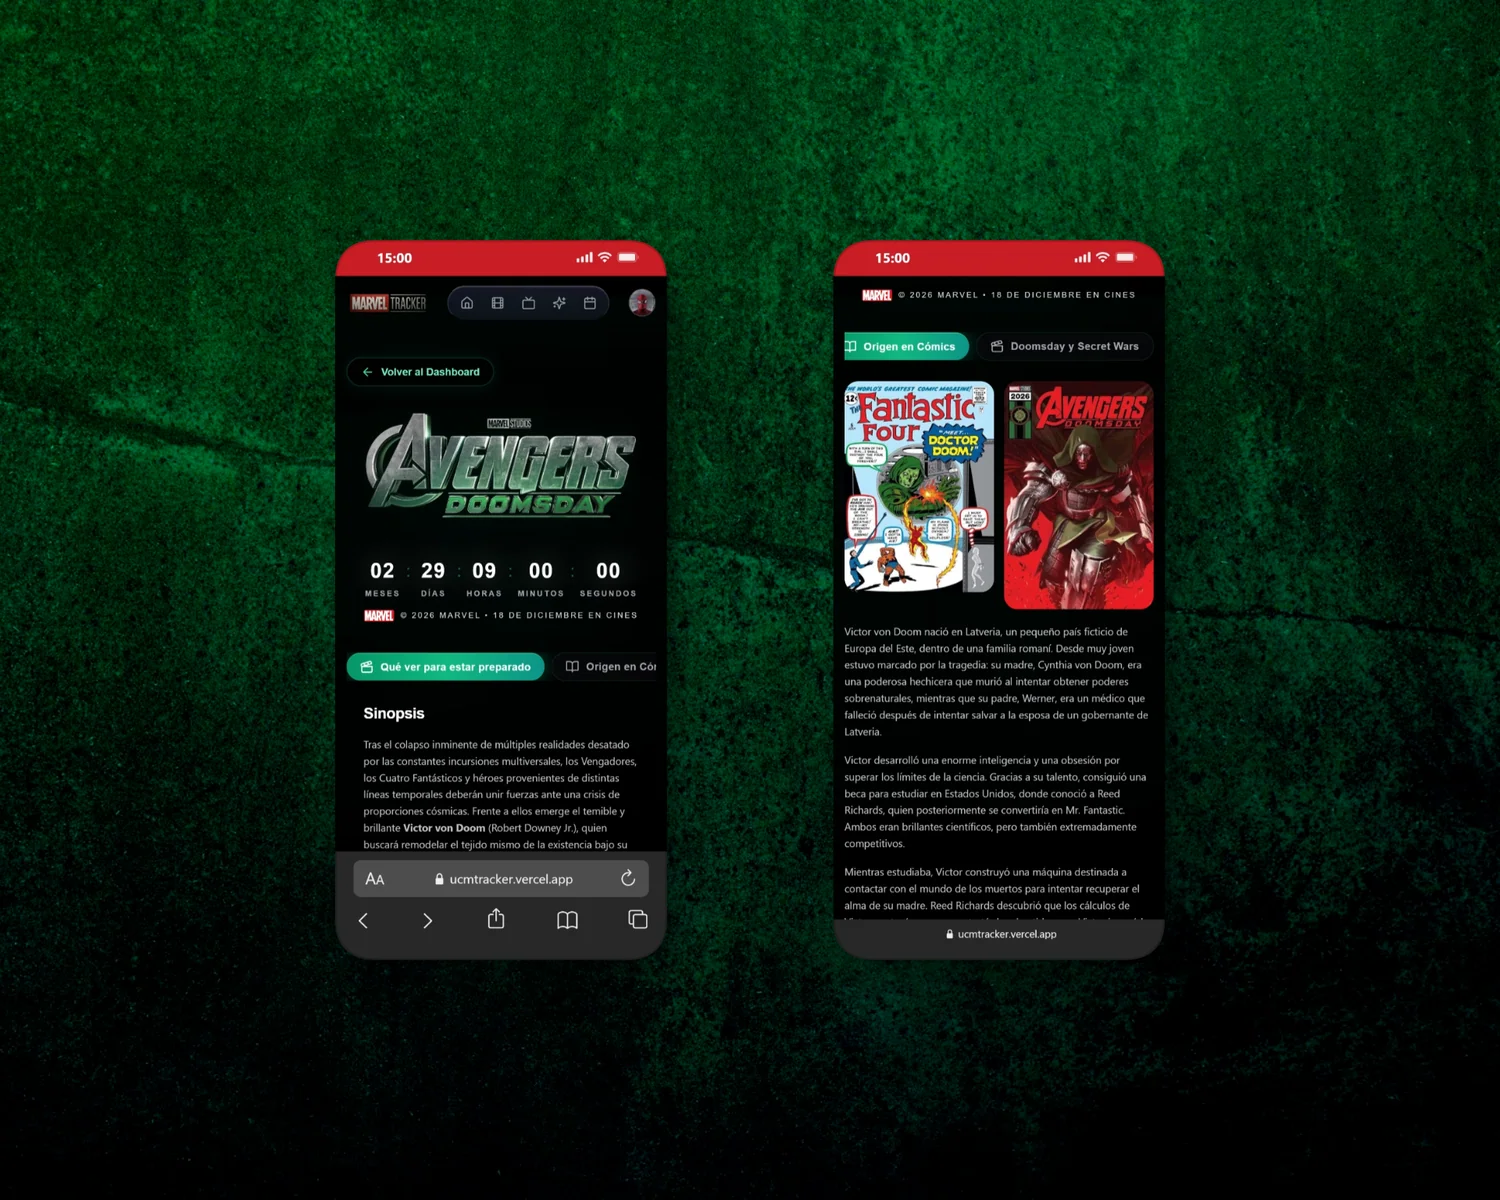 15:00
MARVEL TRACKER
Volver al Dashboard
MARVEL STUDIOS
AVENGERS
DOOMSDAY
02 : 29 : 09 : 00 : 00
MESES DÍAS HORAS MINUTOS SEGUNDOS
MARVEL © 2026 MARVEL • 18 DE DICIEMBRE EN CINES
Qué ver para estar preparado
Origen en Cóm
Sinopsis
Tras el colapso inminente de múltiples realidades desatado
por las constantes incursiones multiversales, los Vengadores,
los Cuatro Fantásticos y héroes provenientes de distintas
líneas temporales deberán unir fuerzas ante una crisis de
proporciones cósmicas. Frente a ellos emerge el temible y
brillante Victor von Doom (Robert Downey Jr.), quien
buscará remodelar el tejido mismo de la existencia bajo su
AA ucmtracker.vercel.app
15:00
MARVEL © 2026 MARVEL • 18 DE DICIEMBRE EN CINES
Origen en Cómics
Doomsday y Secret Wars
THE WORLD'S GREATEST COMIC MAGAZINE!
12¢
THE Fantastic
Four
"MEET...
DOCTOR
DOOM!"
2026
AVENGERS
DOOMSDAY
Victor von Doom nació en Latveria, un pequeño país ficticio de
Europa del Este, dentro de una familia romaní. Desde muy joven
estuvo marcado por la tragedia: su madre, Cynthia von Doom, era
una poderosa hechicera que murió al intentar obtener poderes
sobrenaturales, mientras que su padre, Werner, era un médico que
falleció después de intentar salvar a la esposa de un gobernante de
Latveria.
Victor desarrolló una enorme inteligencia y una obsesión por
superar los límites de la ciencia. Gracias a su talento, consiguió una
beca para estudiar en Estados Unidos, donde conoció a Reed
Richards, quien posteriormente se convertiría en Mr. Fantastic.
Ambos eran brillantes científicos, pero también extremadamente
competitivos.
Mientras estudiaba, Victor construyó una máquina destinada a
contactar con el mundo de los muertos para intentar recuperar el
alma de su madre. Reed Richards descubrió que los cálculos de
ucmtracker.vercel.app